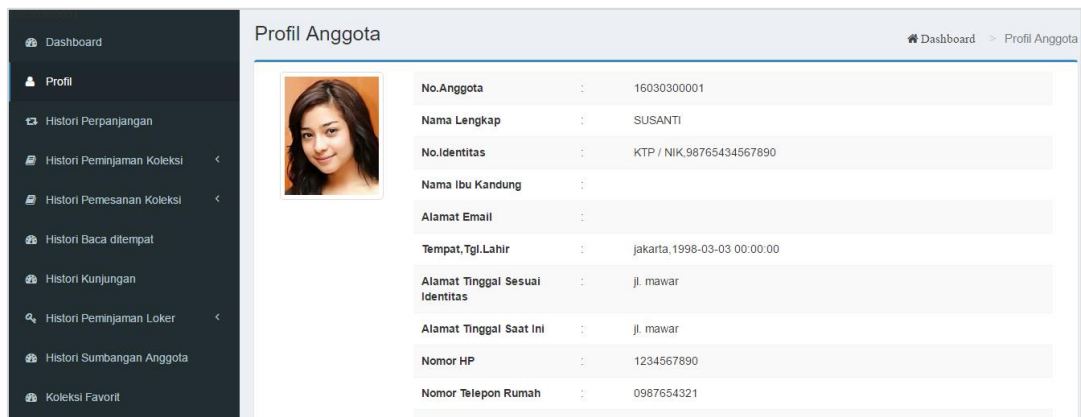 Dashboard
Profil
Histori Perpanjangan
Histori Peminjaman Koleksi <
Histori Pemesanan Koleksi <
Histori Baca ditempat
Histori Kunjungan
Histori Peminjaman Loker <
Histori Sumbangan Anggota
Koleksi Favorit
Profil Anggota
Dashboard > Profil Anggota
No.Anggota : 16030300001
Nama Lengkap : SUSANTI
No.Identitas : KTP / NIK,98765434567890
Nama Ibu Kandung :
Alamat Email :
Tempat,Tgl.Lahir : jakarta,1998-03-03 00:00:00
Alamat Tinggal Sesuai : jl. mawar
Identitas
Alamat Tinggal Saat Ini : jl. mawar
Nomor HP : 1234567890
Nomor Telepon Rumah : 0987654321